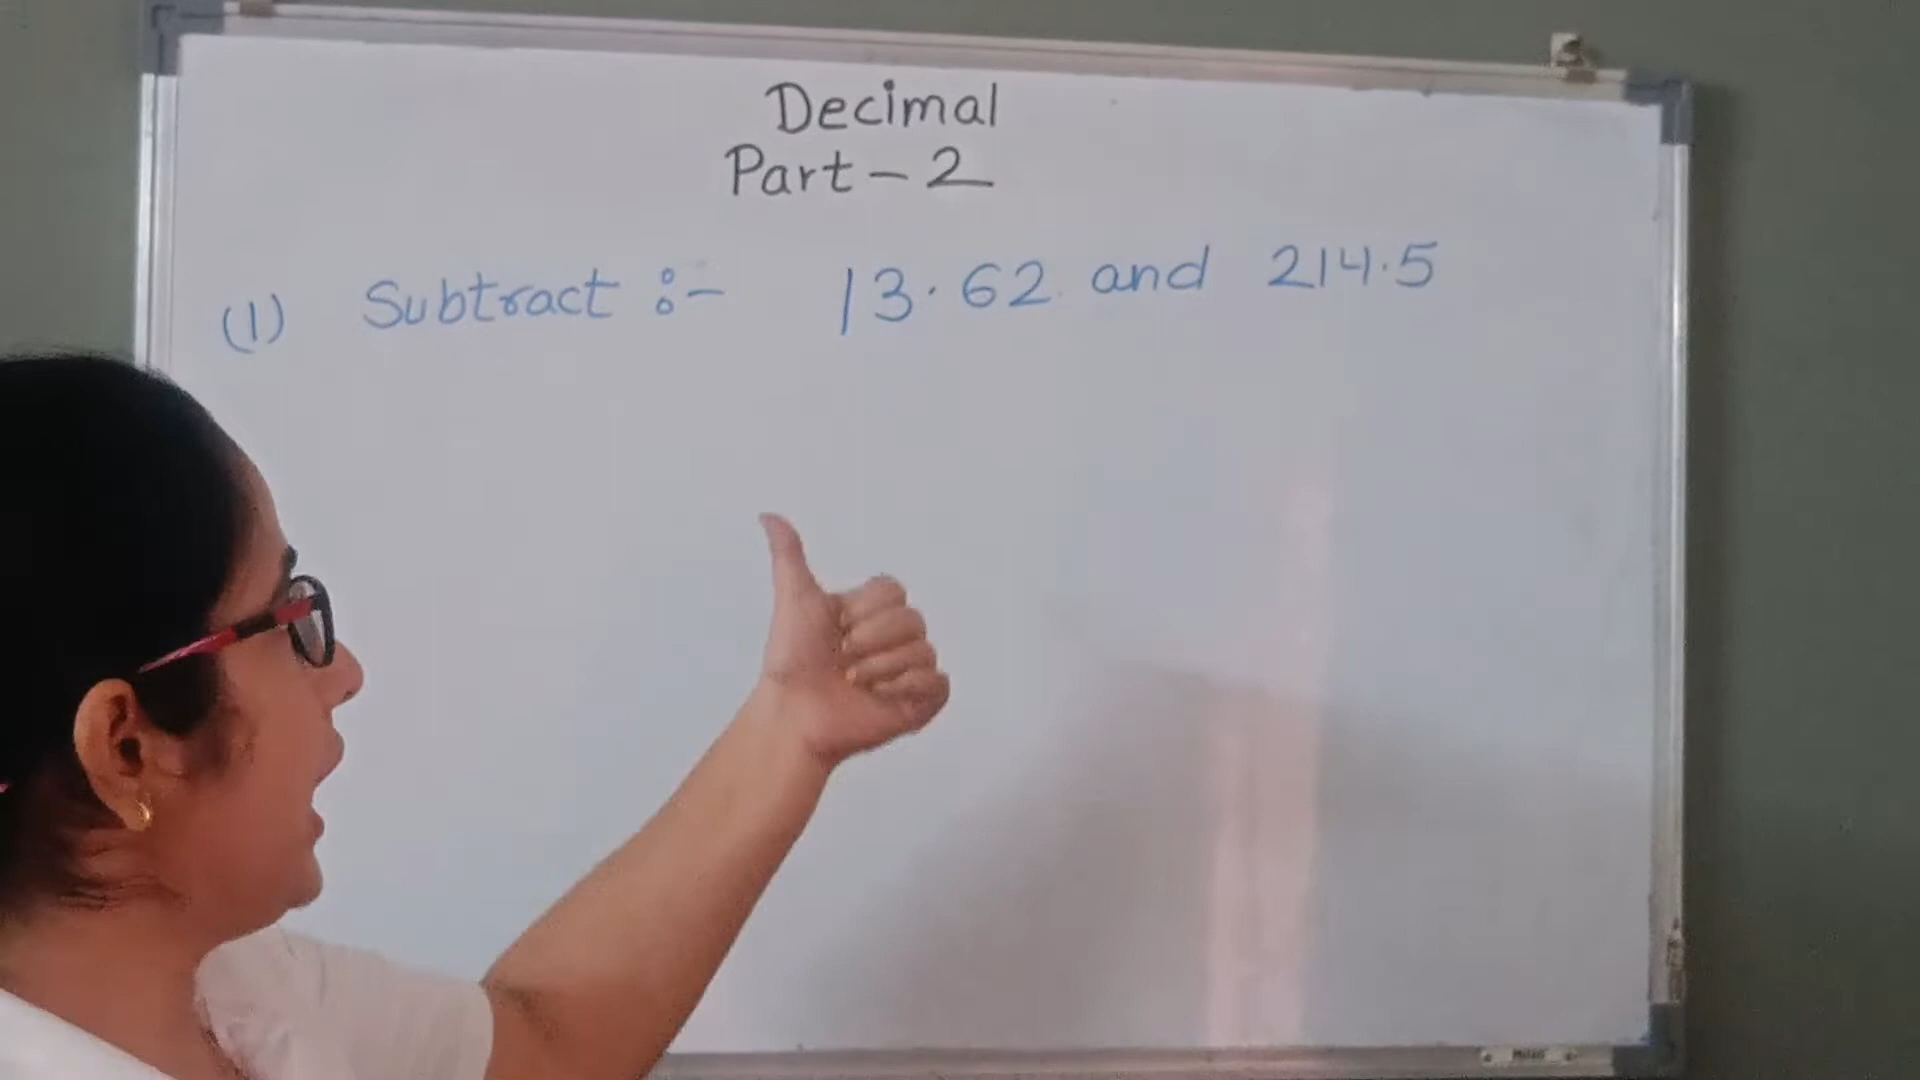 Decimal
Part - 2
(1) Subtract :- 13.62 and 214.5